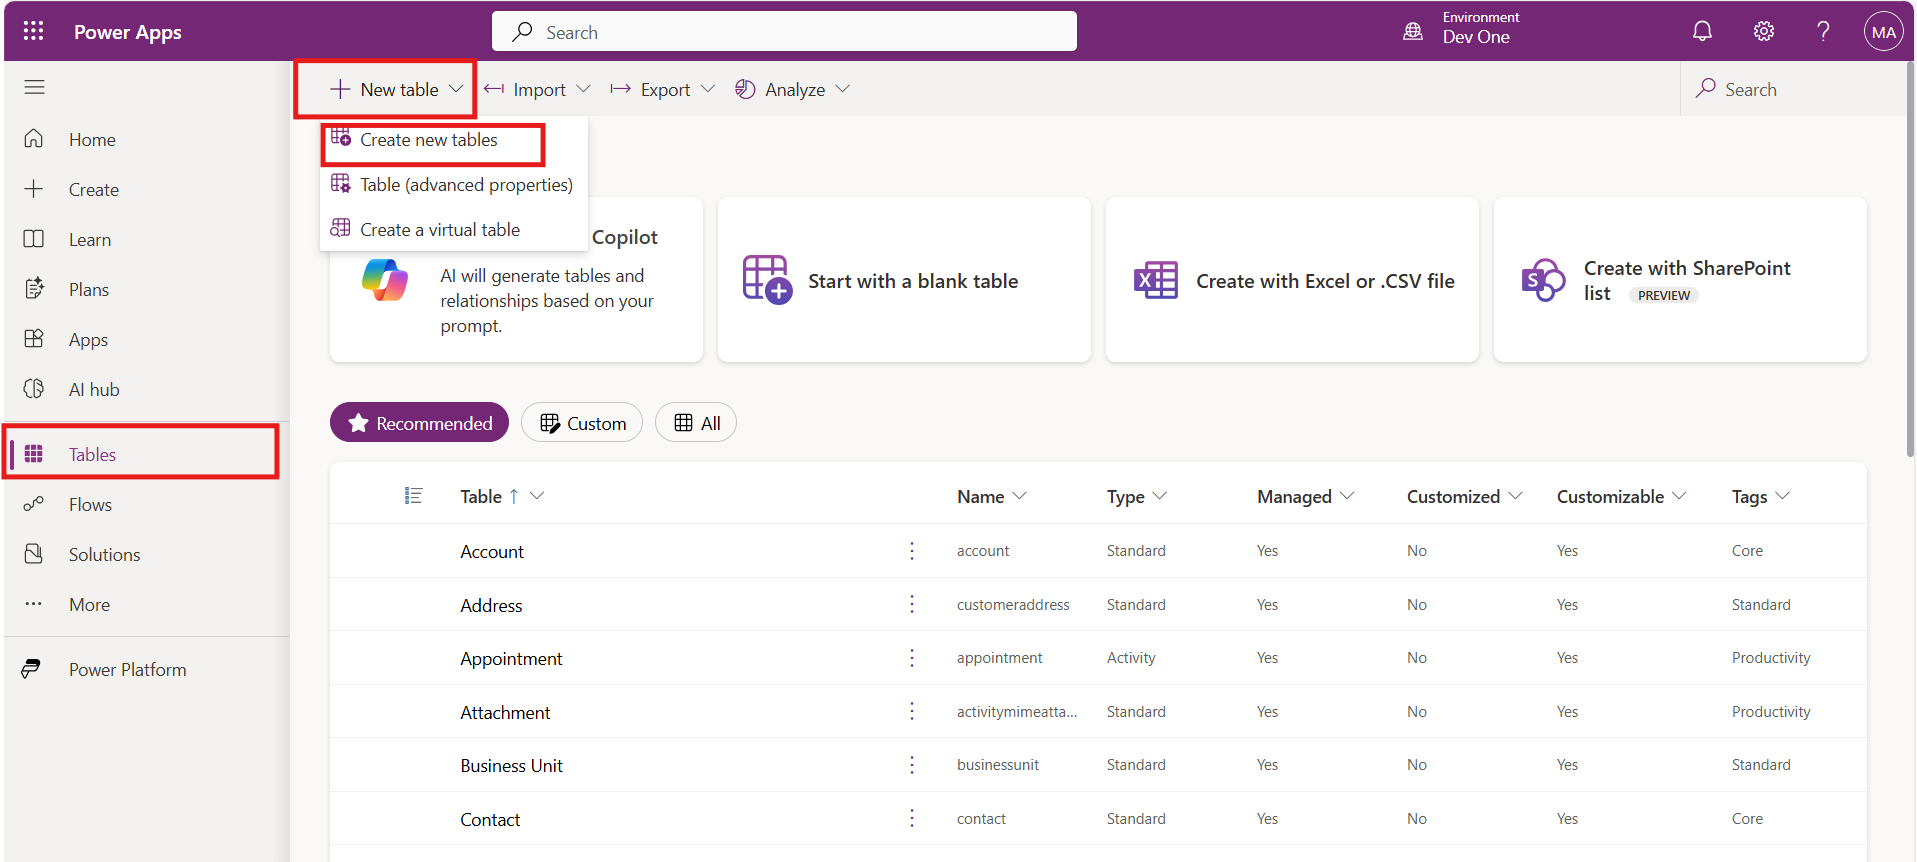 Power Apps
Search
Environment
Dev One
MA
New table
Import
Export
Analyze
Search
Home
Create
Learn
Plans
Apps
AI hub
Tables
Flows
Solutions
More
Power Platform
Create new tables
Table (advanced properties)
Create a virtual table
Copilot
AI will generate tables and
relationships based on your
prompt.
Start with a blank table
Create with Excel or .CSV file
Create with SharePoint
list PREVIEW
Recommended
Custom
All
Table ↑ Name Type Managed Customized Customizable Tags
Account account Standard Yes No Yes Core
Address customeraddress Standard Yes No Yes Standard
Appointment appointment Activity Yes No Yes Productivity
Attachment activitymimeatta... Standard Yes No Yes Productivity
Business Unit businessunit Standard Yes No Yes Standard
Contact contact Standard Yes No Yes Core